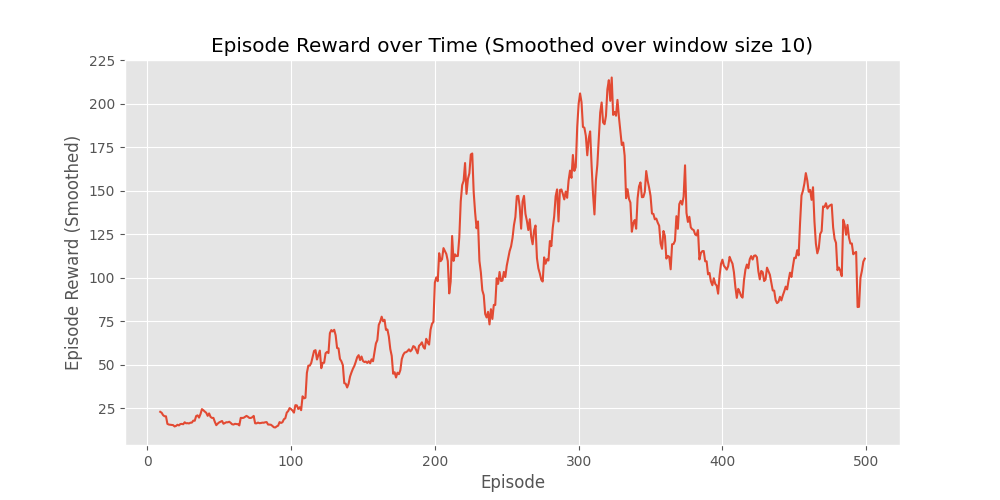 Episode Reward over Time (Smoothed over window size 10)
Episode Reward (Smoothed)
225
200
175
150
125
100
75
50
25
0 100 200 300 400 500
Episode